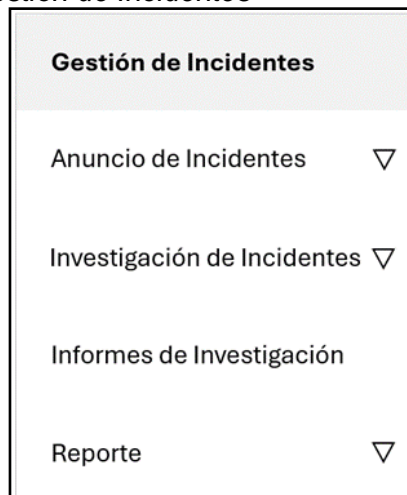 Gestión de Incidentes
Anuncio de Incidentes ▽
Investigación de Incidentes ▽
Informes de Investigación
Reporte ▽